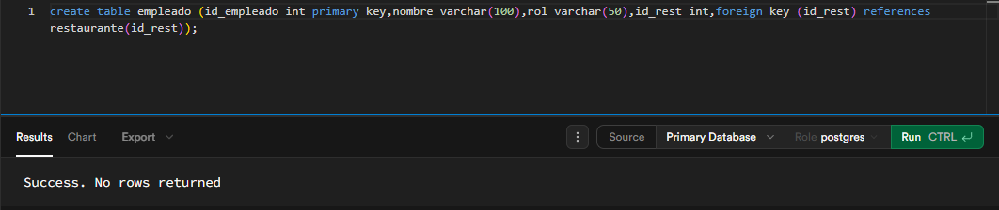 1 create table empleado (id_empleado int primary key,nombre varchar(100),rol varchar(50),id_rest int,foreign key (id_rest) references
restaurante(id_rest));
Results Chart Export Source Primary Database Role postgres Run CTRL ↵
Success. No rows returned